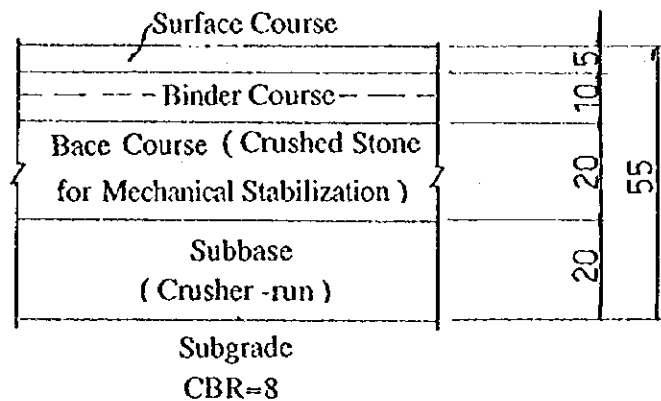 Surface Course
Binder Course
Bace Course ( Crushed Stone
for Mechanical Stabilization )
Subbase
( Crusher -run )
Subgrade
CBR=8
5
10
20
20
55